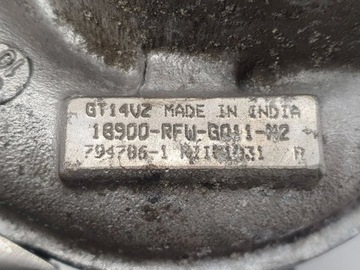 GT14VZ MADE IN INDIA
18900-RFW-G011-M2
794786-1